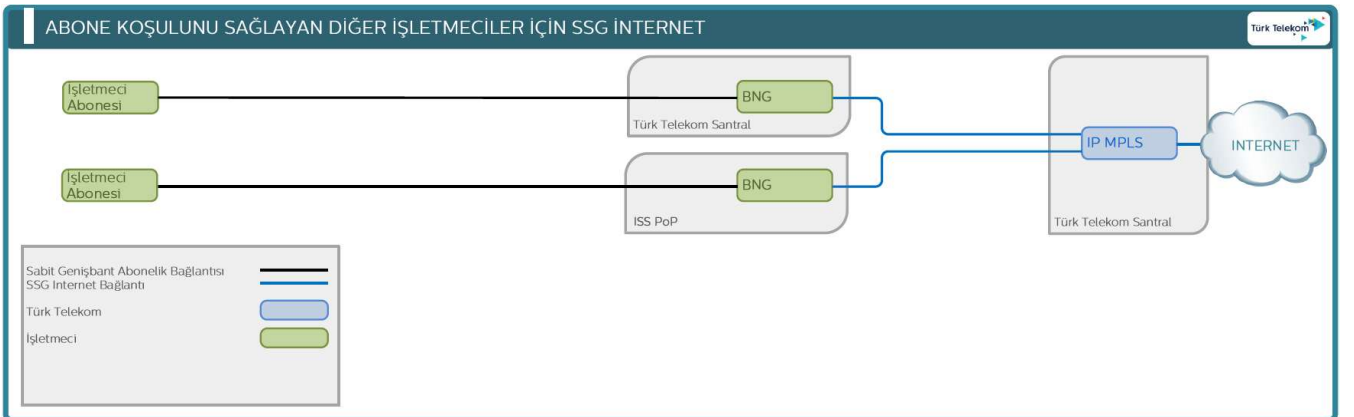 ABONE KOŞULUNU SAĞLAYAN DİĞER İŞLETMECİLER İÇİN SSG İNTERNET
Türk Telekom
İşletmeci
Abonesi
BNG
Türk Telekom Santral
IP MPLS
INTERNET
İşletmeci
Abonesi
BNG
ISS PoP
Türk Telekom Santral
Sabit Genişbant Abonelik Bağlantısı
SSG Internet Bağlantı
Türk Telekom
İşletmeci